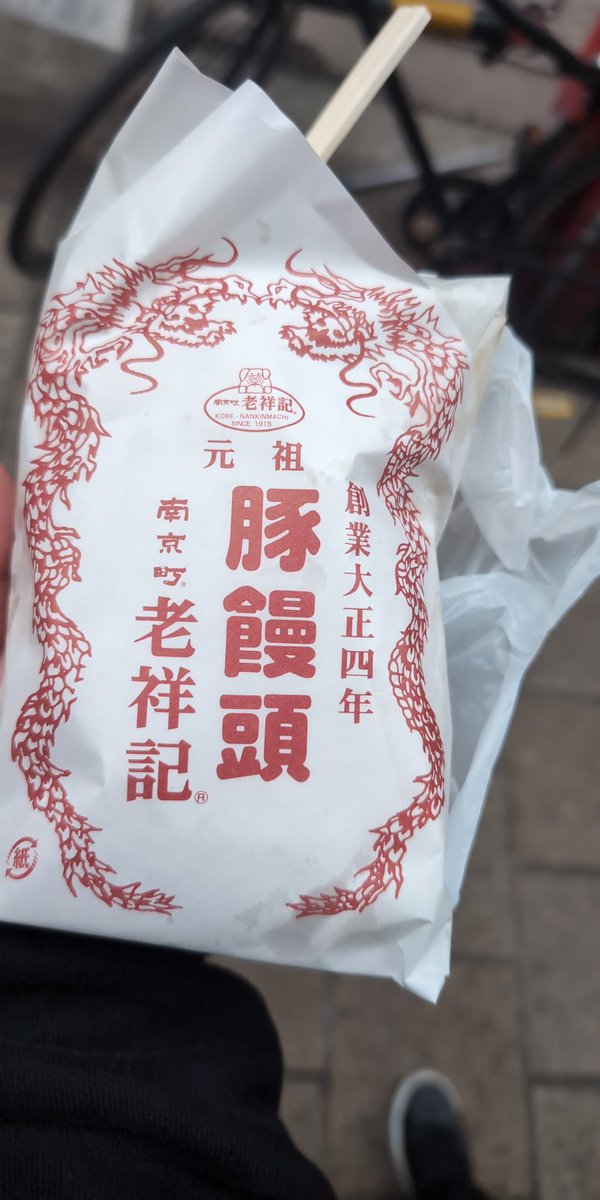 南京町 老祥記
KOBE・NANKINMACHI
SINCE 1915
元祖
創業大正四年
豚饅頭
南京町® 老祥記®
紙